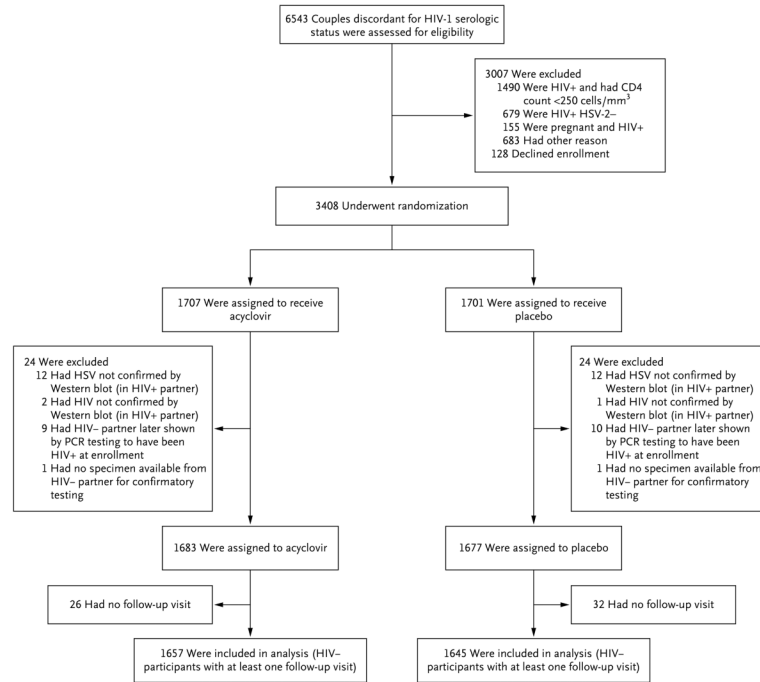 6543 Couples discordant for HIV-1 serologic
status were assessed for eligibility
3007 Were excluded
1490 Were HIV+ and had CD4
count <250 cells/mm³
679 Were HIV+ HSV-2–
155 Were pregnant and HIV+
683 Had other reason
128 Declined enrollment
3408 Underwent randomization
1707 Were assigned to receive
acyclovir
1701 Were assigned to receive
placebo
24 Were excluded
12 Had HSV not confirmed by
Western blot (in HIV+ partner)
2 Had HIV not confirmed by
Western blot (in HIV+ partner)
9 Had HIV– partner later shown
by PCR testing to have been
HIV+ at enrollment
1 Had no specimen available from
HIV– partner for confirmatory
testing
24 Were excluded
12 Had HSV not confirmed by
Western blot (in HIV+ partner)
1 Had HIV not confirmed by
Western blot (in HIV+ partner)
10 Had HIV– partner later shown
by PCR testing to have been
HIV+ at enrollment
1 Had no specimen available from
HIV– partner for confirmatory
testing
1683 Were assigned to acyclovir
1677 Were assigned to placebo
26 Had no follow-up visit
32 Had no follow-up visit
1657 Were included in analysis (HIV–
participants with at least one follow-up visit)
1645 Were included in analysis (HIV–
participants with at least one follow-up visit)